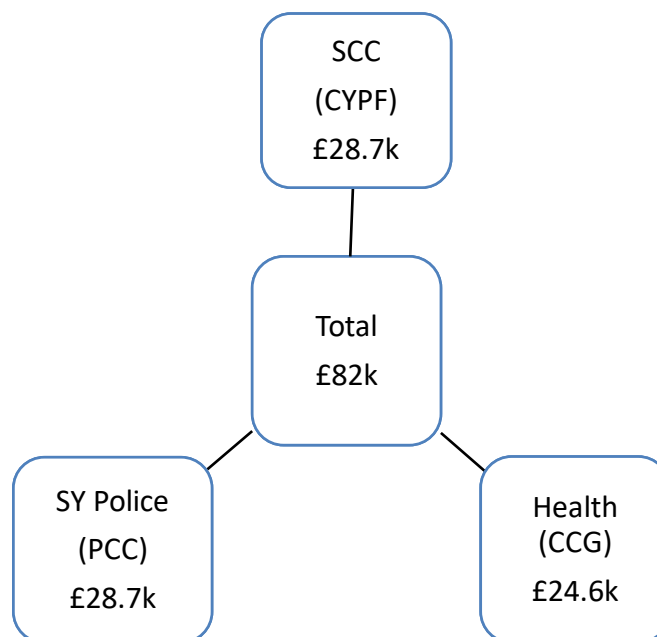 SCC
(CYPF)
£28.7k
Total
£82k
SY Police
(PCC)
£28.7k
Health
(CCG)
£24.6k